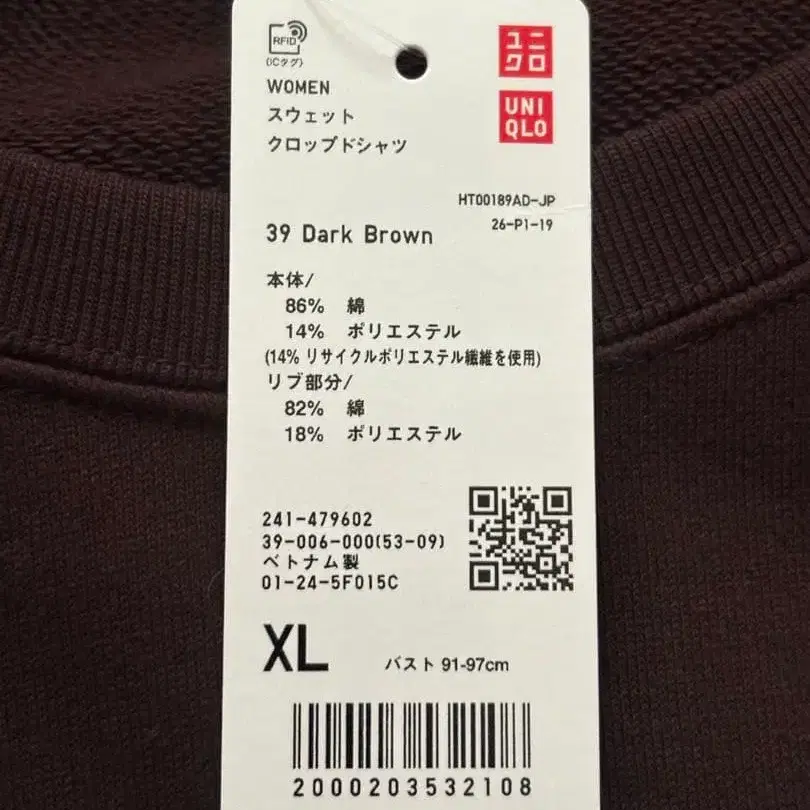 RFID
(ICタグ)
ユニ
クロ
UNI
QLO
WOMEN
スウェット
クロップドシャツ
HT00189AD-JP
26-P1-19
39 Dark Brown
本体/
86% 綿
14% ポリエステル
(14% リサイクルポリエステル繊維を使用)
リブ部分/
82% 綿
18% ポリエステル
241-479602
39-006-000(53-09)
ベトナム製
01-24-5F015C
XL バスト 91-97cm
2000203532108